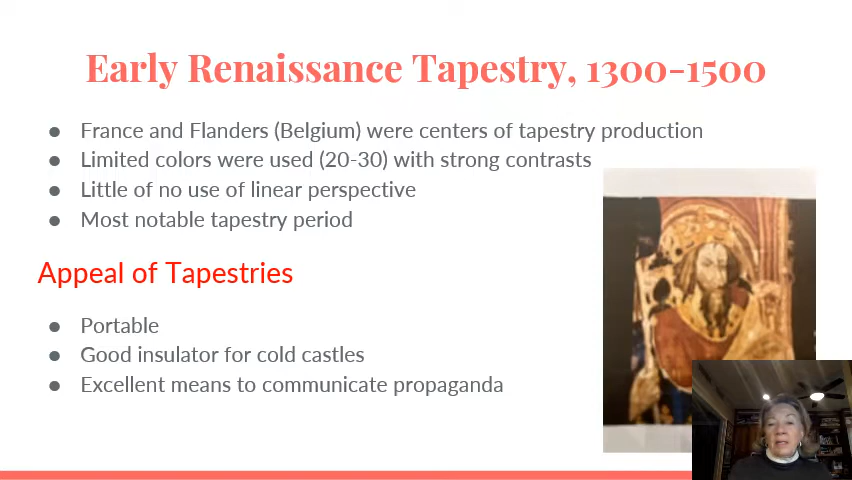 Early Renaissance Tapestry, 1300-1500
● France and Flanders (Belgium) were centers of tapestry production
● Limited colors were used (20-30) with strong contrasts
● Little of no use of linear perspective
● Most notable tapestry period
Appeal of Tapestries
● Portable
● Good insulator for cold castles
● Excellent means to communicate propaganda